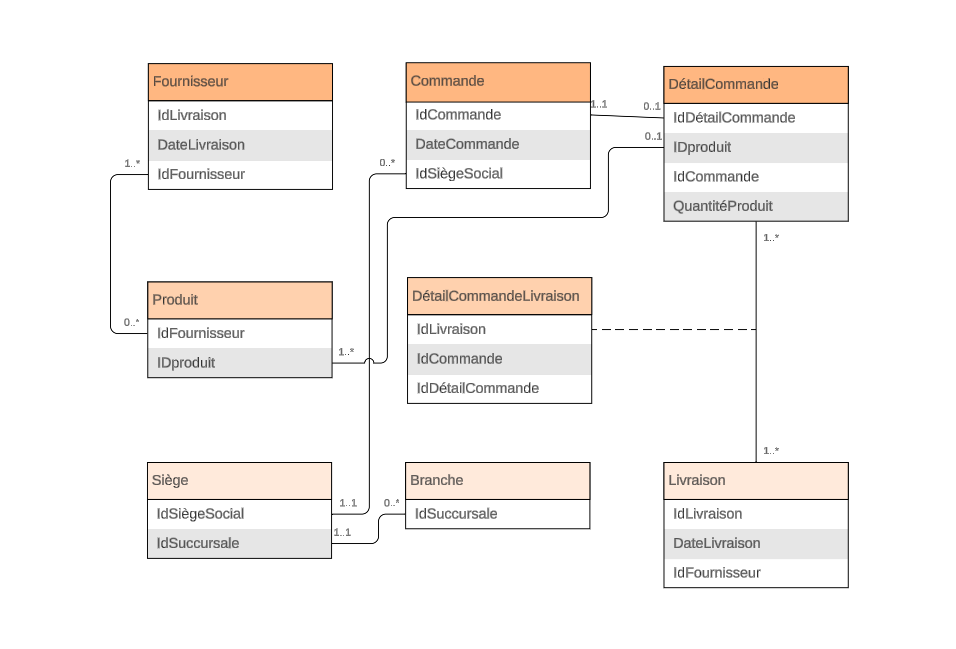 Fournisseur
IdLivraison
DateLivraison
IdFournisseur
1..*
Commande
IdCommande
DateCommande
IdSiègeSocial
1..1
0..*
DétailCommande
IdDétailCommande
IDproduit
IdCommande
QuantitéProduit
0..1
0..1
1..*
Produit
IdFournisseur
IDproduit
0..*
1..*
DétailCommandeLivraison
IdLivraison
IdCommande
IdDétailCommande
Siège
IdSiègeSocial
IdSuccursale
1..1
1..1
Branche
IdSuccursale
0..*
1..*
Livraison
IdLivraison
DateLivraison
IdFournisseur